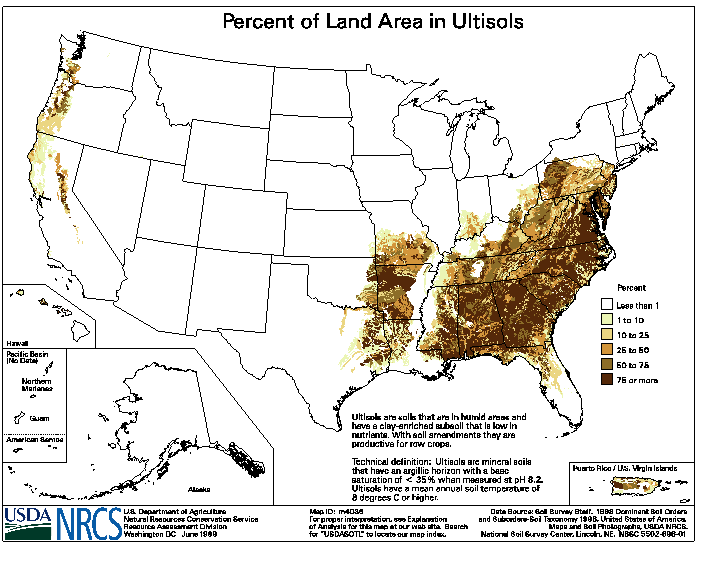 Percent of Land Area in Ultisols
Percent
Less than 1
1 to 10
10 to 25
25 to 50
50 to 75
75 or more
Hawaii
Pacific Basin
(No Data)
Northern
Marianas
Guam
American Samoa
Alaska
Ultisols are soils that are in humid areas and
have a clay-enriched subsoil that is low in
nutrients. With soil amendments they are
productive for row crops.
Technical definition: Ultisols are mineral soils
that have an argillic horizon with a base
saturation of < 35% when measured at pH 8.2.
Ultisols have a mean annual soil temperature of
8 degrees C or higher.
Puerto Rico / U.S. Virgin Islands
USDA
NRCS
U.S. Department of Agriculture
Natural Resources Conservation Service
Resource Assessment Division
Washington DC June 1999
Map ID: m4036
For proper interpretation, see Explanation
of Analysis for this map at our web site. Search
for "USDASOTL" to locate our map index.
Data Source: Soil Survey Staff. 1998 Dominant Soil Orders
and Suborders-Soil Taxonomy 1998, United States of America.
Maps and Soil Photographs, USDA NRCS.
National Soil Survey Center, Lincoln, NE.